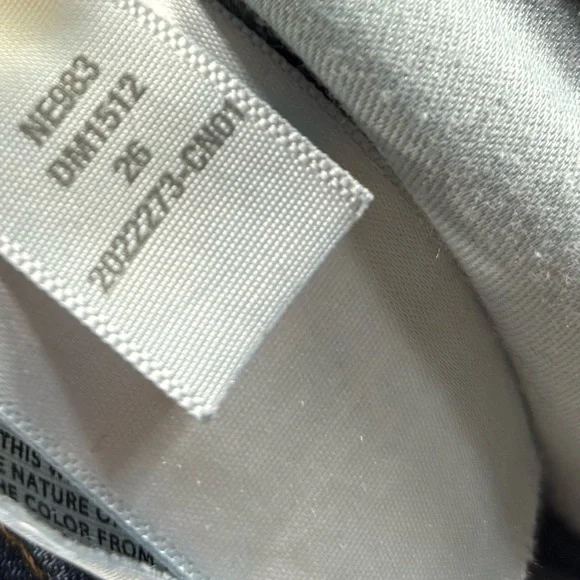 NE983
DM1512
26
2022273-CN01
THIS
NATURE
COLOR FROM